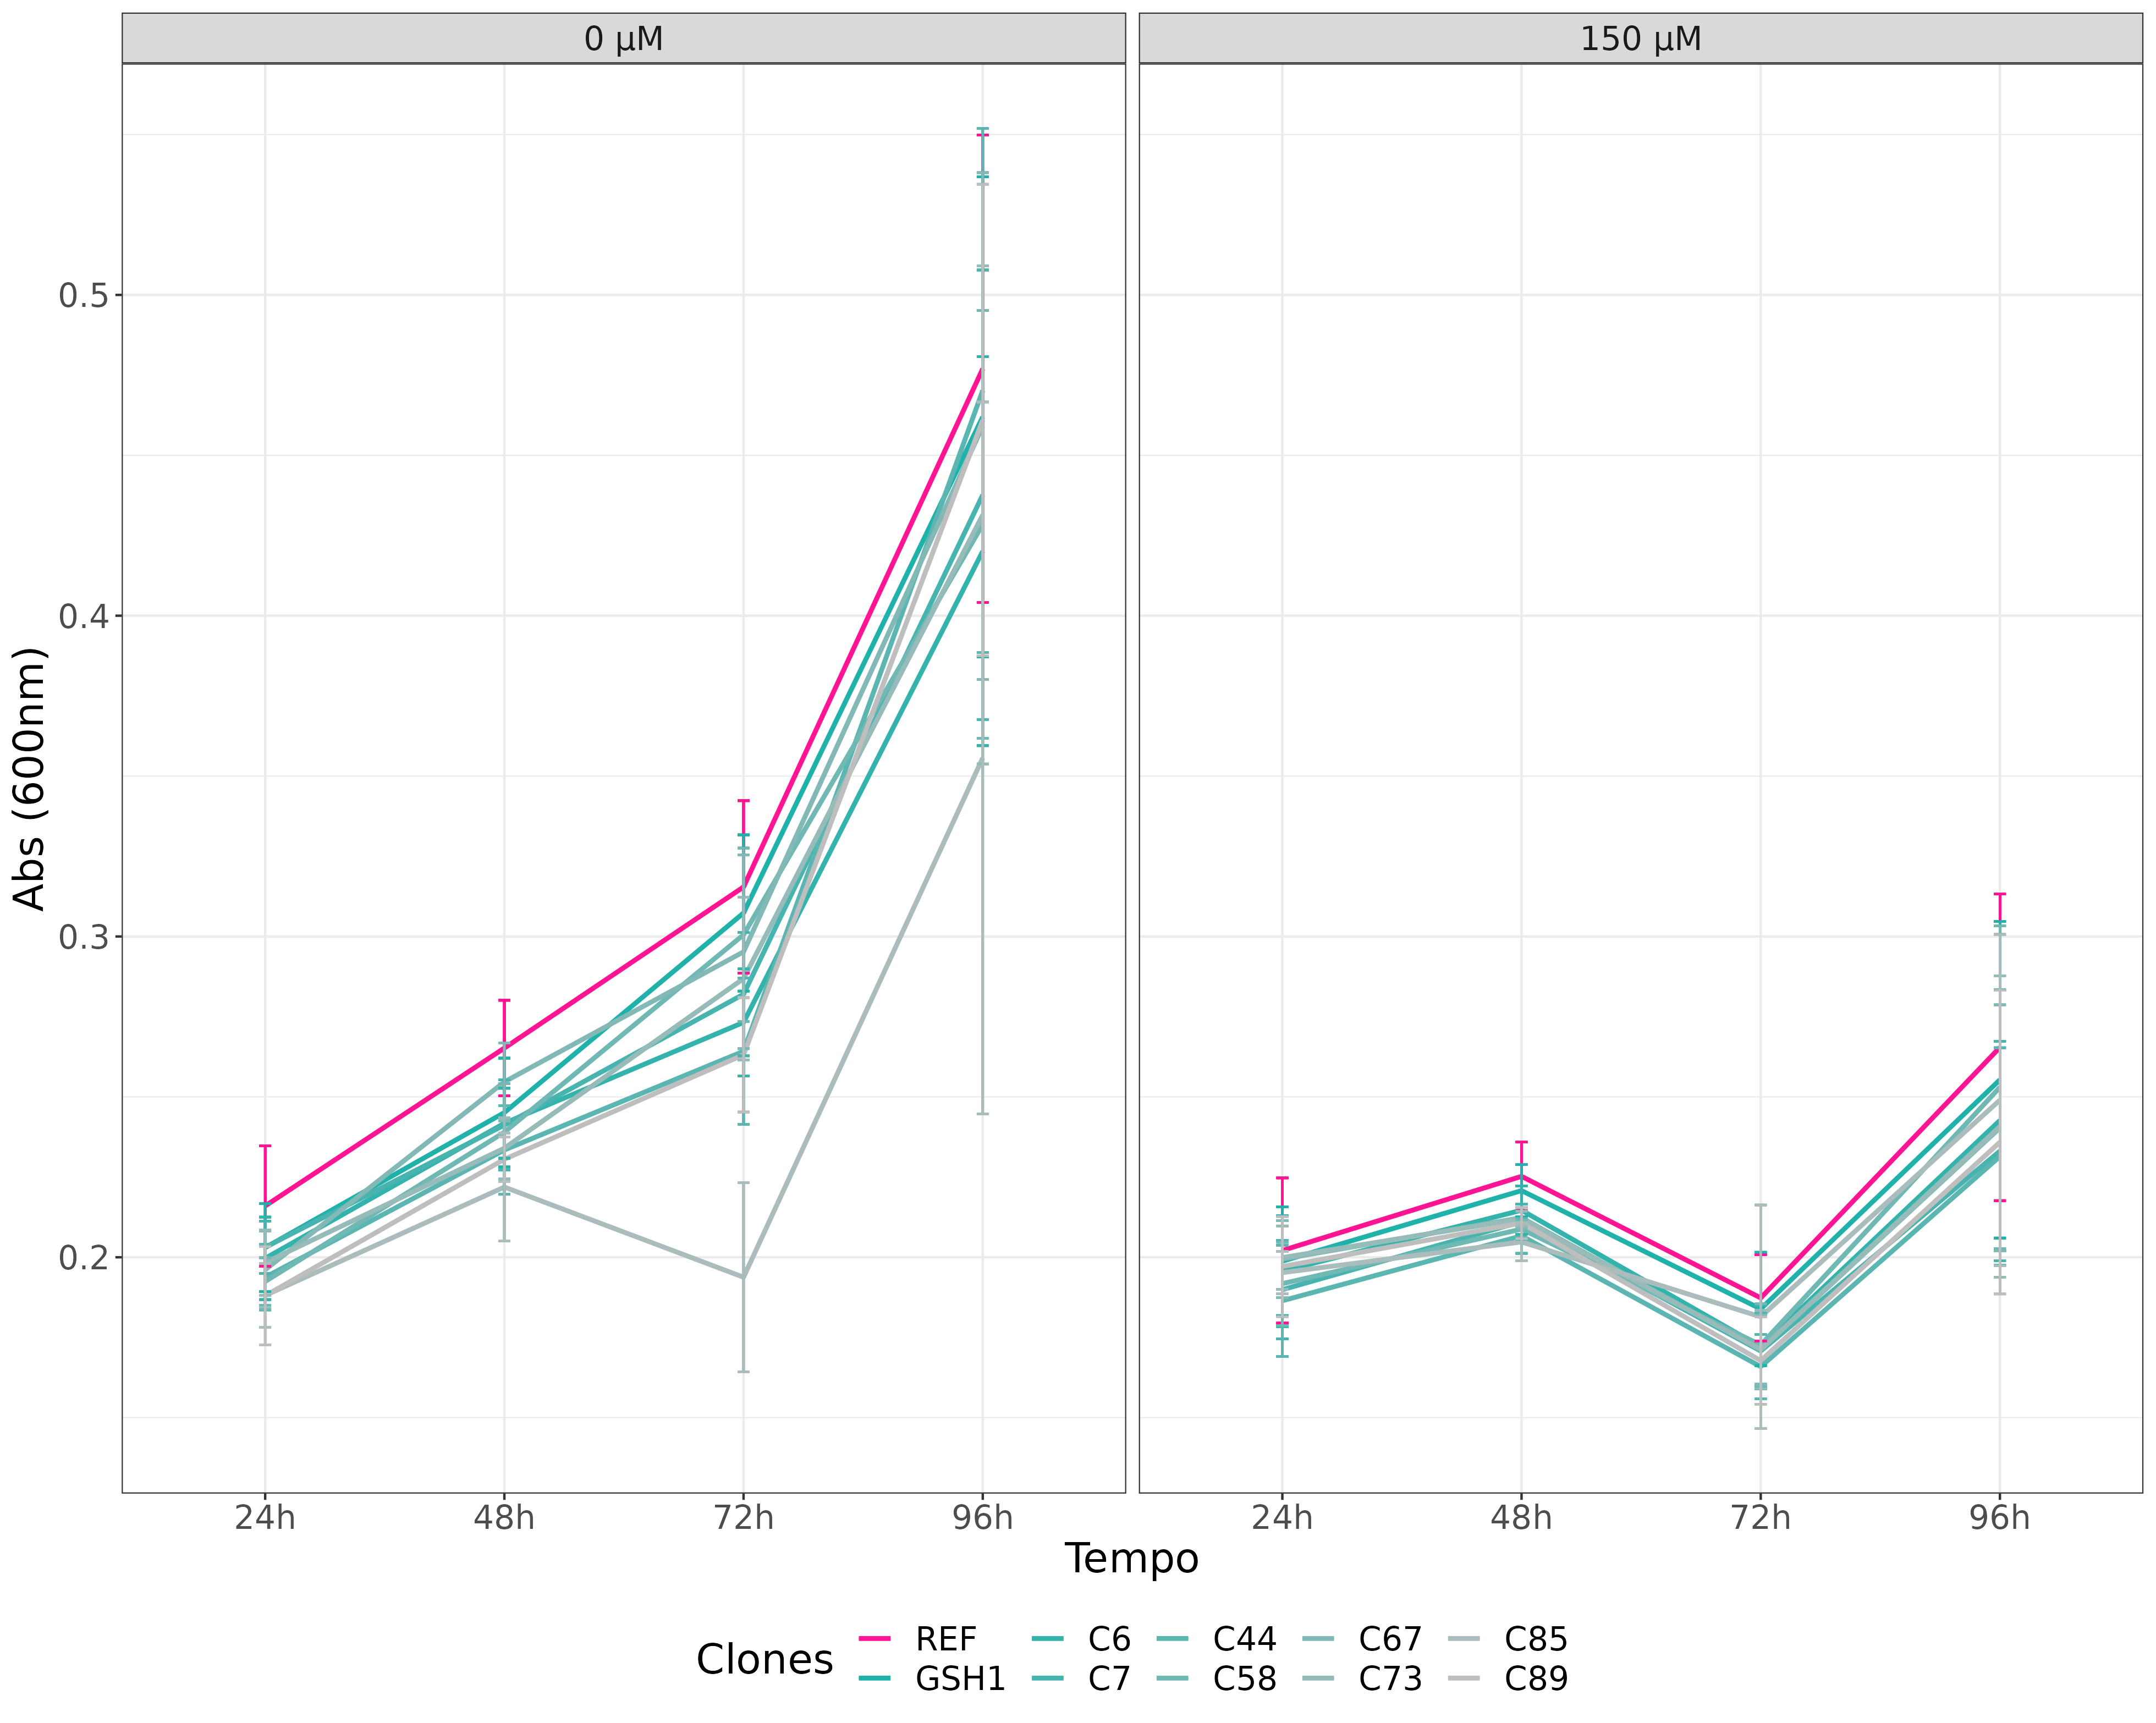 0 µM 150 µM
Abs (600nm)
0.5
0.4
0.3
0.2
24h 48h 72h 96h 24h 48h 72h 96h
Tempo
Clones
REF C6 C44 C67 C85
GSH1 C7 C58 C73 C89